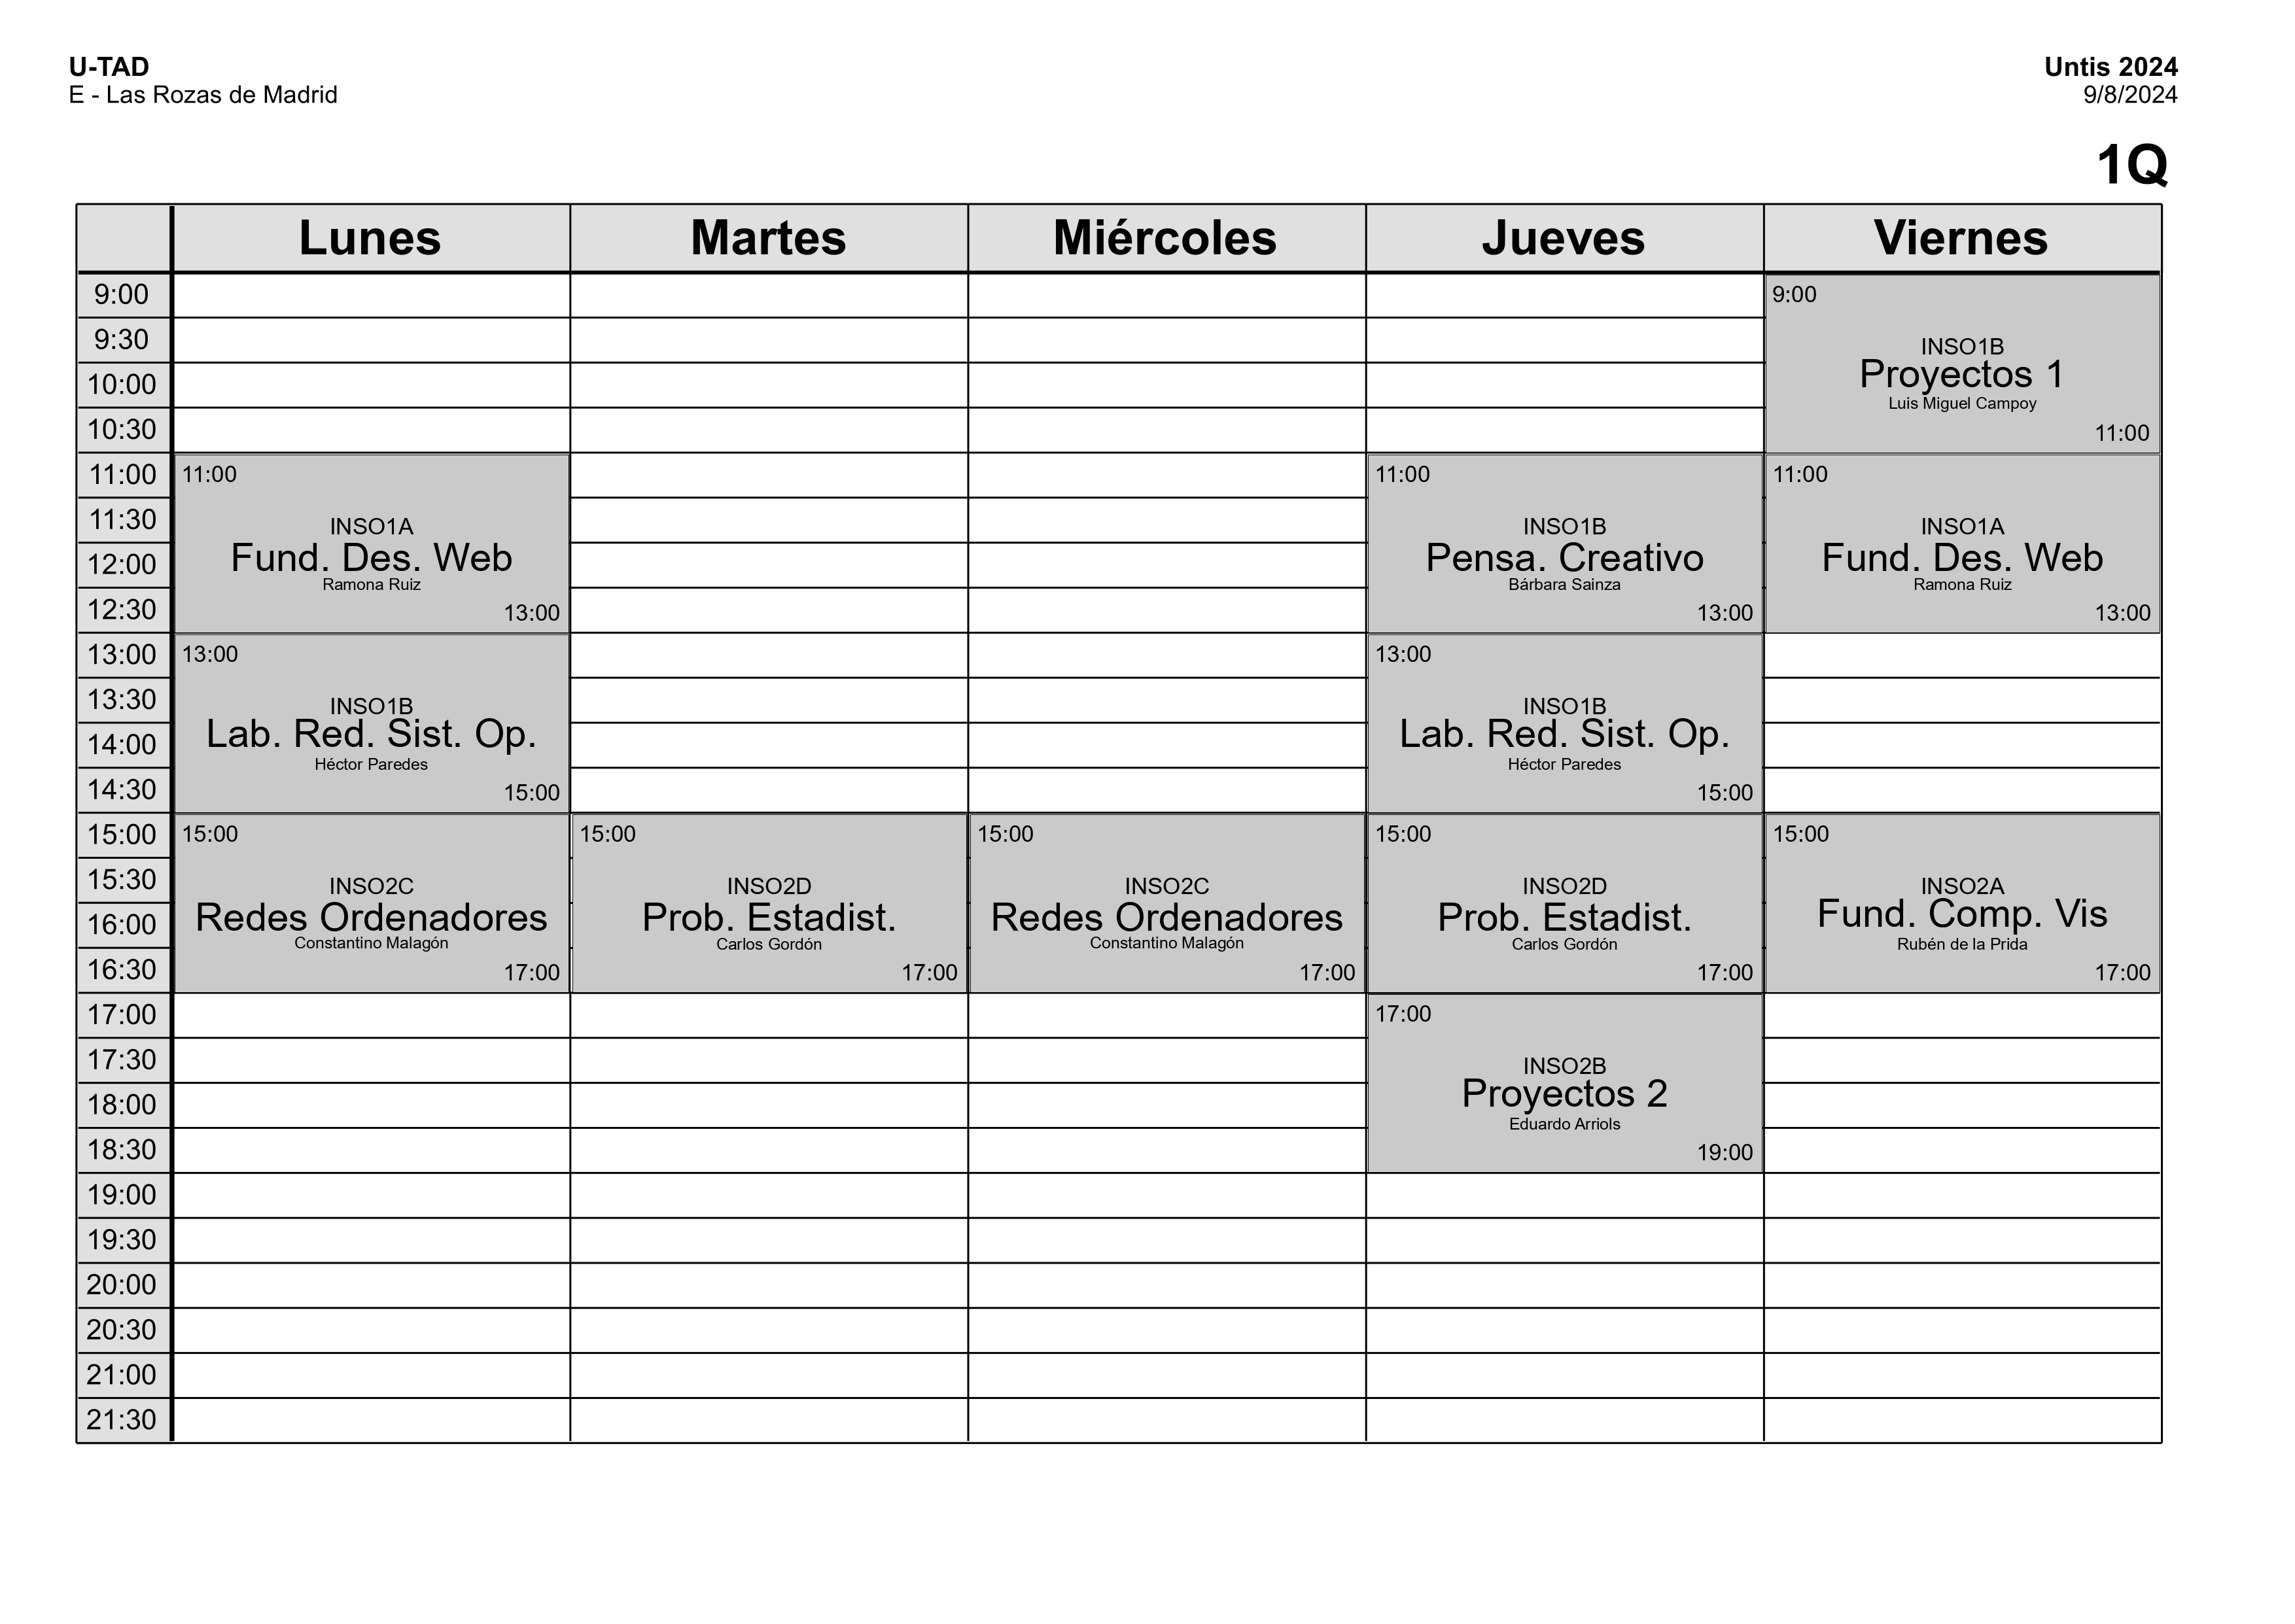 U-TAD
E - Las Rozas de Madrid
Untis 2024
9/8/2024
1Q
Lunes
Martes
Miércoles
Jueves
Viernes
9:00
9:30
10:00
10:30
11:00
11:30
12:00
12:30
13:00
13:30
14:00
14:30
15:00
15:30
16:00
16:30
17:00
17:30
18:00
18:30
19:00
19:30
20:00
20:30
21:00
21:30
11:00
INSO1A
Fund. Des. Web
Ramona Ruiz
13:00
13:00
INSO1B
Lab. Red. Sist. Op.
Héctor Paredes
15:00
15:00
INSO2C
Redes Ordenadores
Constantino Malagón
17:00
15:00
INSO2D
Prob. Estadist.
Carlos Gordón
17:00
15:00
INSO2C
Redes Ordenadores
Constantino Malagón
17:00
11:00
INSO1B
Pensa. Creativo
Bárbara Sainza
13:00
13:00
INSO1B
Lab. Red. Sist. Op.
Héctor Paredes
15:00
15:00
INSO2D
Prob. Estadist.
Carlos Gordón
17:00
17:00
INSO2B
Proyectos 2
Eduardo Arriols
19:00
9:00
INSO1B
Proyectos 1
Luis Miguel Campoy
11:00
11:00
INSO1A
Fund. Des. Web
Ramona Ruiz
13:00
15:00
INSO2A
Fund. Comp. Vis
Rubén de la Prida
17:00